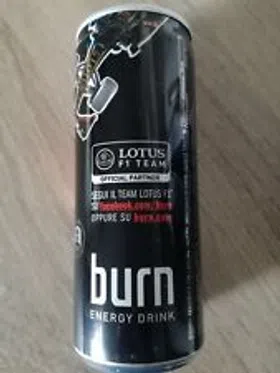 LOTUS
F1 TEAM
OFFICIAL PARTNER
SEGUI IL TEAM LOTUS F1
SU facebook.com/burn
OPPURE SU burn.com
burn
ENERGY DRINK